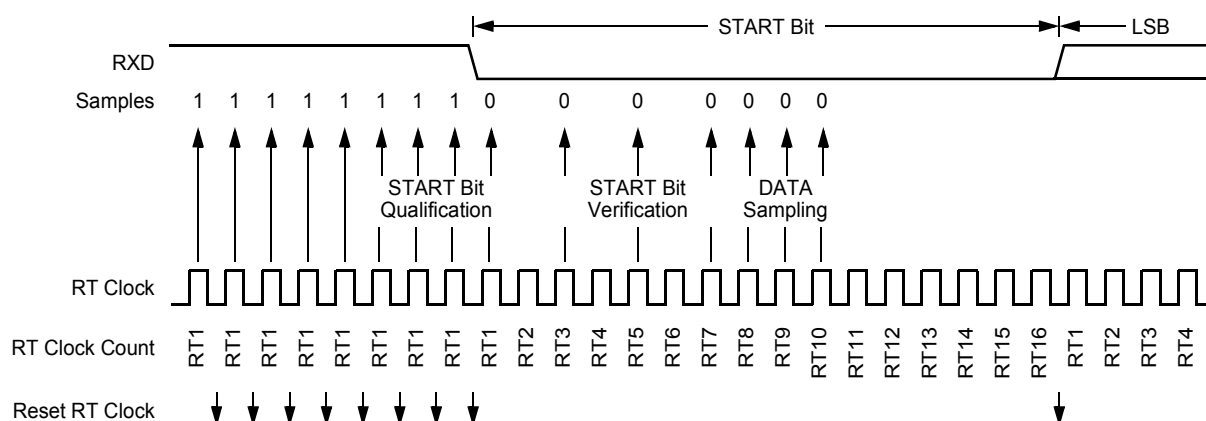 START Bit LSB
RXD
Samples 1 1 1 1 1 1 1 1 0 0 0 0 0 0 0
START Bit Qualification
START Bit Verification
DATA Sampling
RT Clock
RT Clock Count RT1 RT1 RT1 RT1 RT1 RT1 RT1 RT1 RT1 RT2 RT3 RT4 RT5 RT6 RT7 RT8 RT9 RT10 RT11 RT12 RT13 RT14 RT15 RT16 RT1 RT2 RT3 RT4
Reset RT Clock